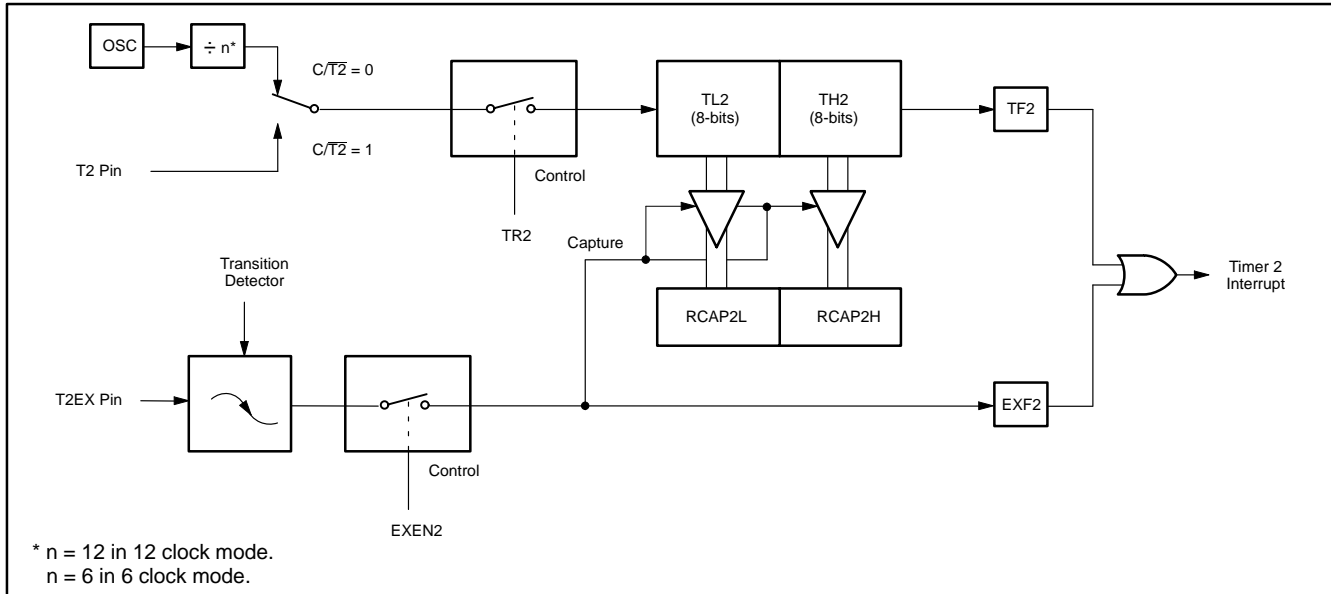 OSC
÷ n*
C/T2̅ = 0
TL2
(8-bits)
TH2
(8-bits)
TF2
C/T2̅ = 1
T2 Pin
Control
TR2
Capture
Transition
Detector
Timer 2
Interrupt
RCAP2L
RCAP2H
T2EX Pin
EXF2
Control
EXEN2
* n = 12 in 12 clock mode.
n = 6 in 6 clock mode.